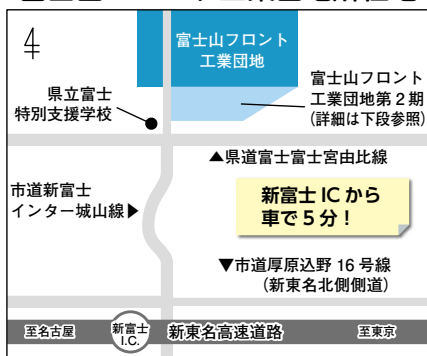 富士山フロント
工業団地
富士山フロント
工業団地第2期
(詳細は下段参照)
県立富士
特別支援学校
▲県道富士富士宮由比線
市道新富士
インター城山線▶
新富士ICから
車で5分！
▼市道厚原込野16号線
(新東名北側側道)
至名古屋
新富士
I.C.
新東名高速道路
至東京